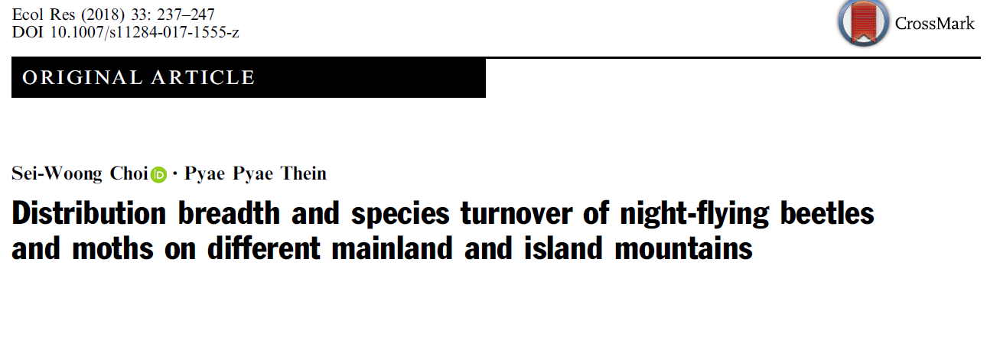 Ecol Res (2018) 33: 237–247
DOI 10.1007/s11284-017-1555-z
CrossMark
ORIGINAL ARTICLE
Sei-Woong Choi iD · Pyae Pyae Thein
Distribution breadth and species turnover of night-flying beetles
and moths on different mainland and island mountains